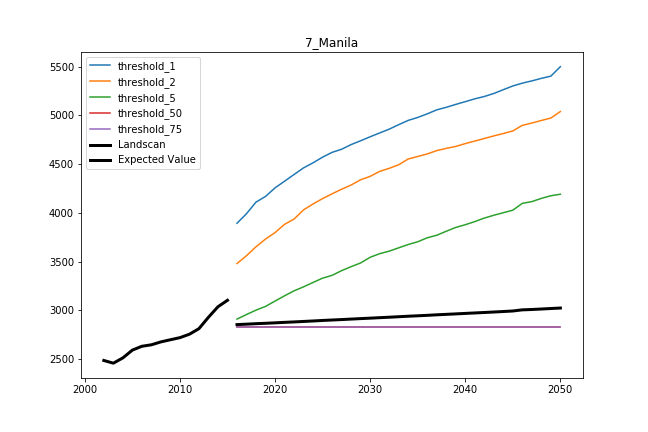 7_Manila
threshold_1
threshold_2
threshold_5
threshold_50
threshold_75
Landscan
Expected Value
5500
5000
4500
4000
3500
3000
2500
2000 2010 2020 2030 2040 2050